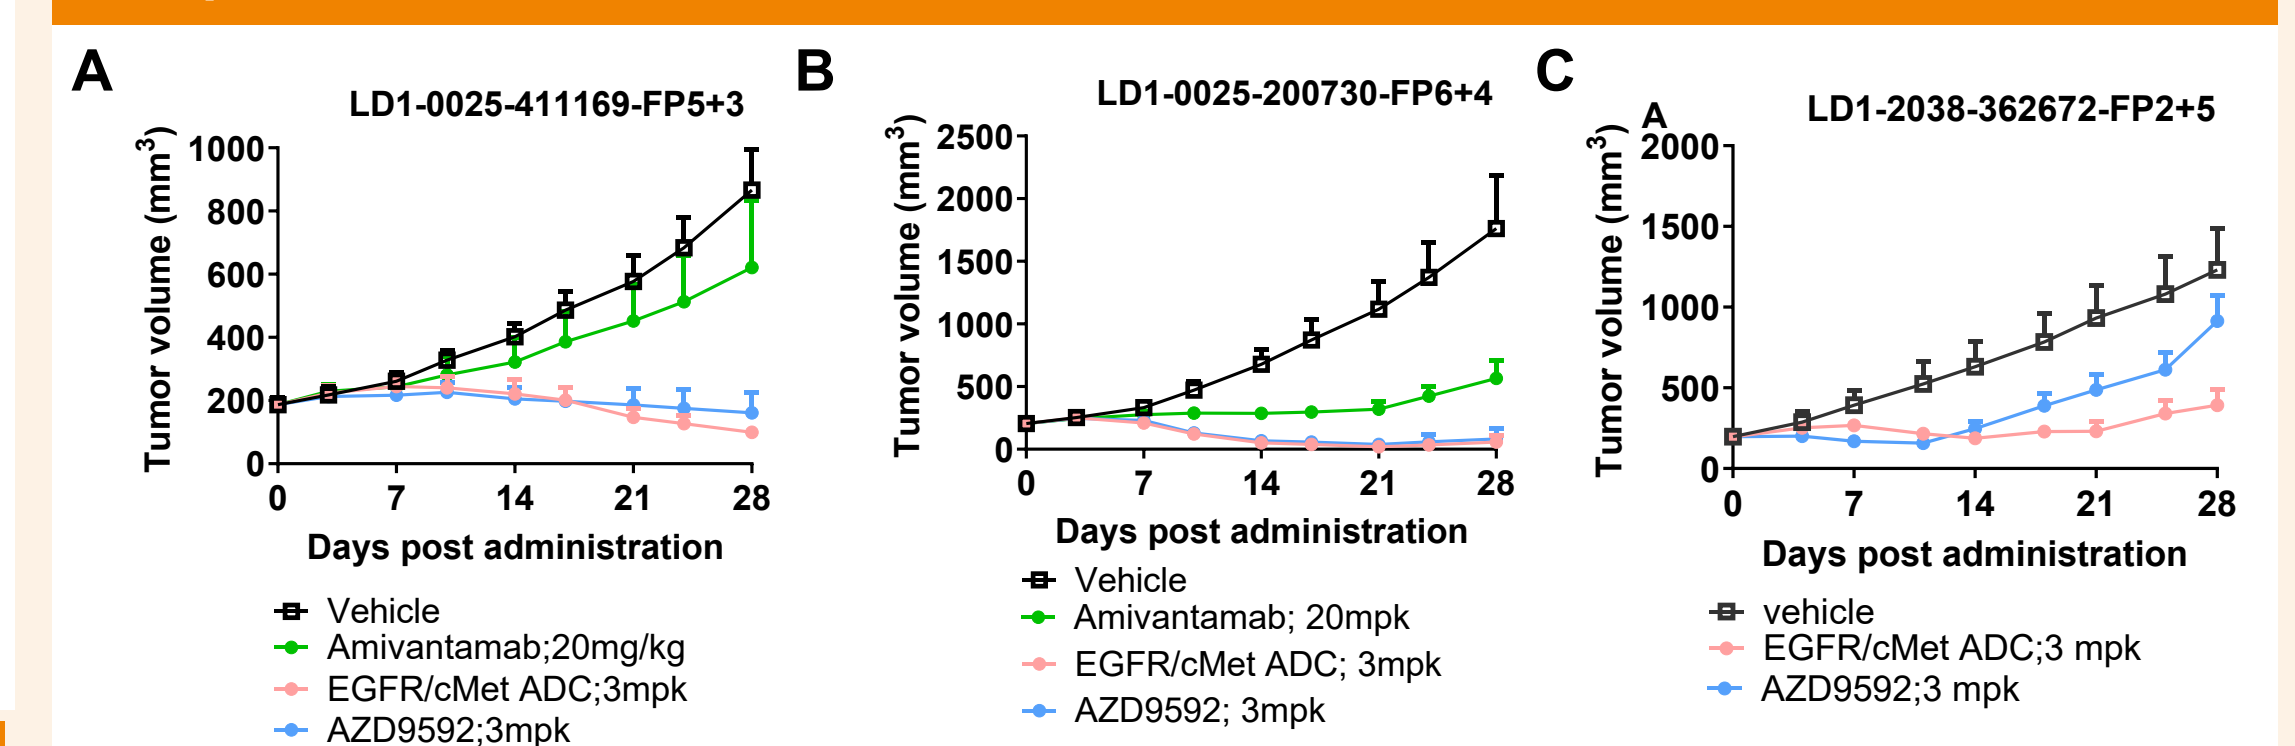 A
LD1-0025-411169-FP5+3
Tumor volume (mm³)
1000
800
600
400
200
0
0 7 14 21 28
Days post administration
Vehicle
Amivantamab;20mg/kg
EGFR/cMet ADC;3mpk
AZD9592;3mpk
B
LD1-0025-200730-FP6+4
Tumor volume (mm³)
2500
2000
1500
1000
500
0
0 7 14 21 28
Days post administration
Vehicle
Amivantamab; 20mpk
EGFR/cMet ADC; 3mpk
AZD9592; 3mpk
C
A
LD1-2038-362672-FP2+5
Tumor volume (mm³)
2000
1500
1000
500
0
0 7 14 21 28
Days post administration
vehicle
EGFR/cMet ADC;3 mpk
AZD9592;3 mpk